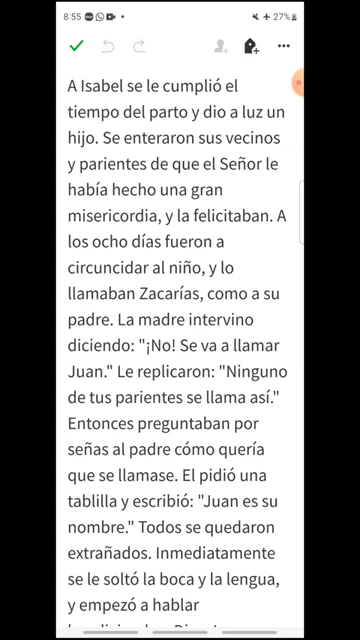 8:55
27%
A Isabel se le cumplió el
tiempo del parto y dio a luz un
hijo. Se enteraron sus vecinos
y parientes de que el Señor le
había hecho una gran
misericordia, y la felicitaban. A
los ocho días fueron a
circuncidar al niño, y lo
llamaban Zacarías, como a su
padre. La madre intervino
diciendo: "¡No! Se va a llamar
Juan." Le replicaron: "Ninguno
de tus parientes se llama así."
Entonces preguntaban por
señas al padre cómo quería
que se llamase. El pidió una
tablilla y escribió: "Juan es su
nombre." Todos se quedaron
extrañados. Inmediatamente
se le soltó la boca y la lengua,
y empezó a hablar